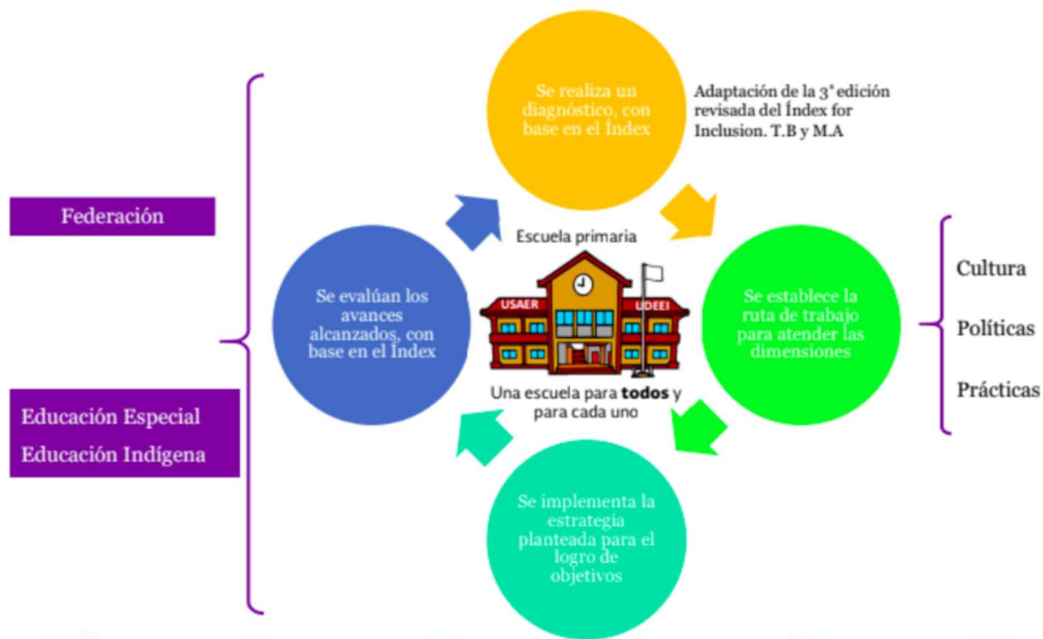 Se realiza un
diagnóstico, con
base en el Índex
Adaptación de la 3ª edición
revisada del Índex for
Inclusion. T.B y M.A
Federación
Educación Especial
Educación Indígena
Se evalúan los
avances alcanzados, con
base en el Índex
Escuela primaria
USAER
UDEEI
Una escuela para todos y
para cada uno
Se establece la
ruta de trabajo
para atender las
dimensiones
Cultura
Políticas
Prácticas
Se implementa la
estrategia
planteada para el
logro de
objetivos